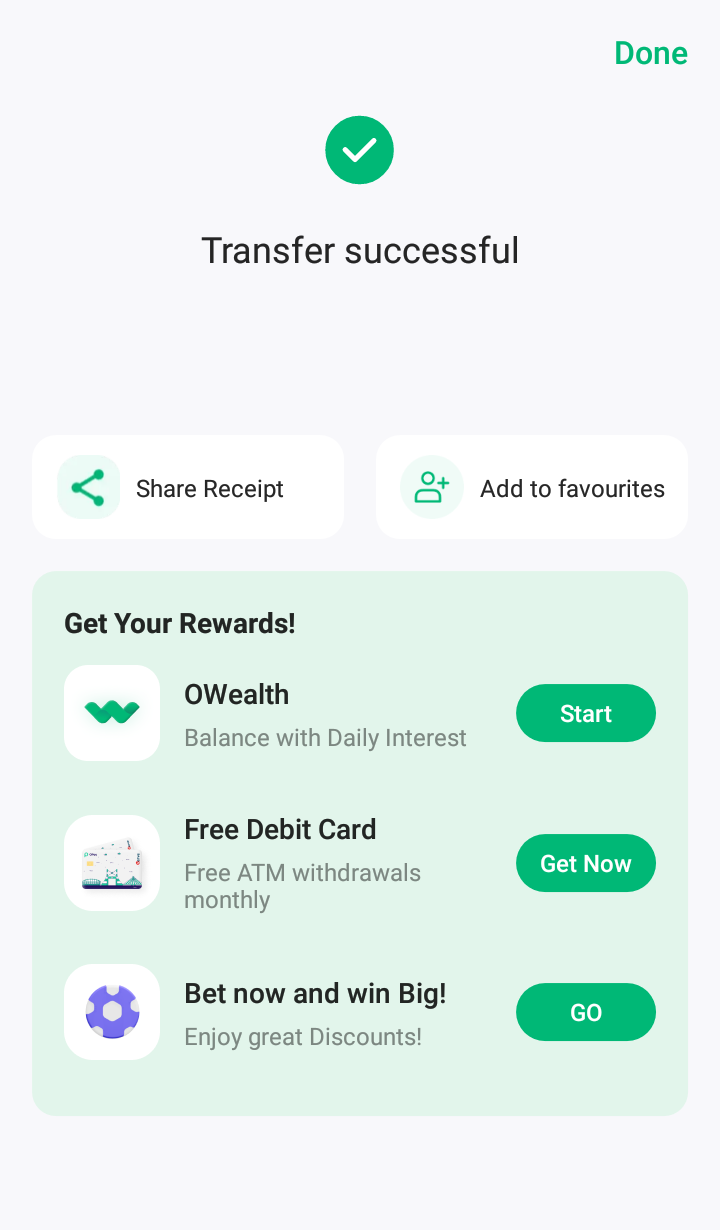 Done
Transfer successful
Share Receipt
Add to favourites
Get Your Rewards!
OWealth
Balance with Daily Interest
Start
Free Debit Card
Free ATM withdrawals
monthly
Get Now
Bet now and win Big!
Enjoy great Discounts!
GO